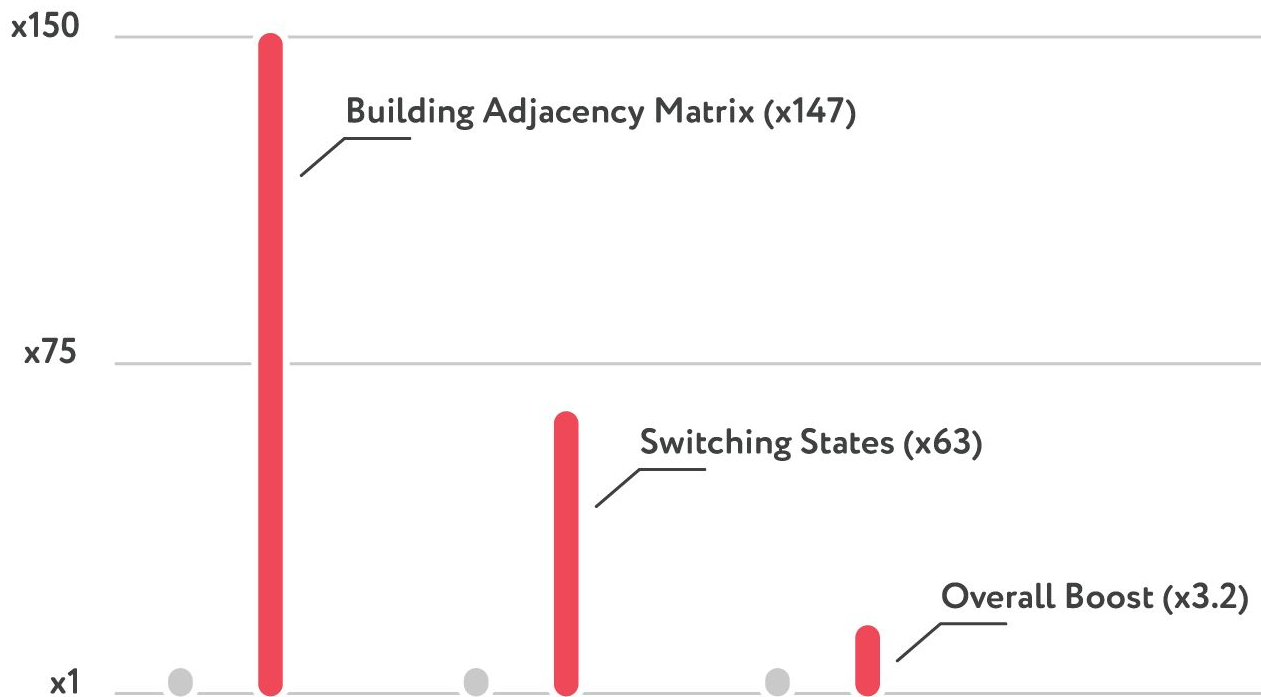 x150
Building Adjacency Matrix (x147)
x75
Switching States (x63)
Overall Boost (x3.2)
x1